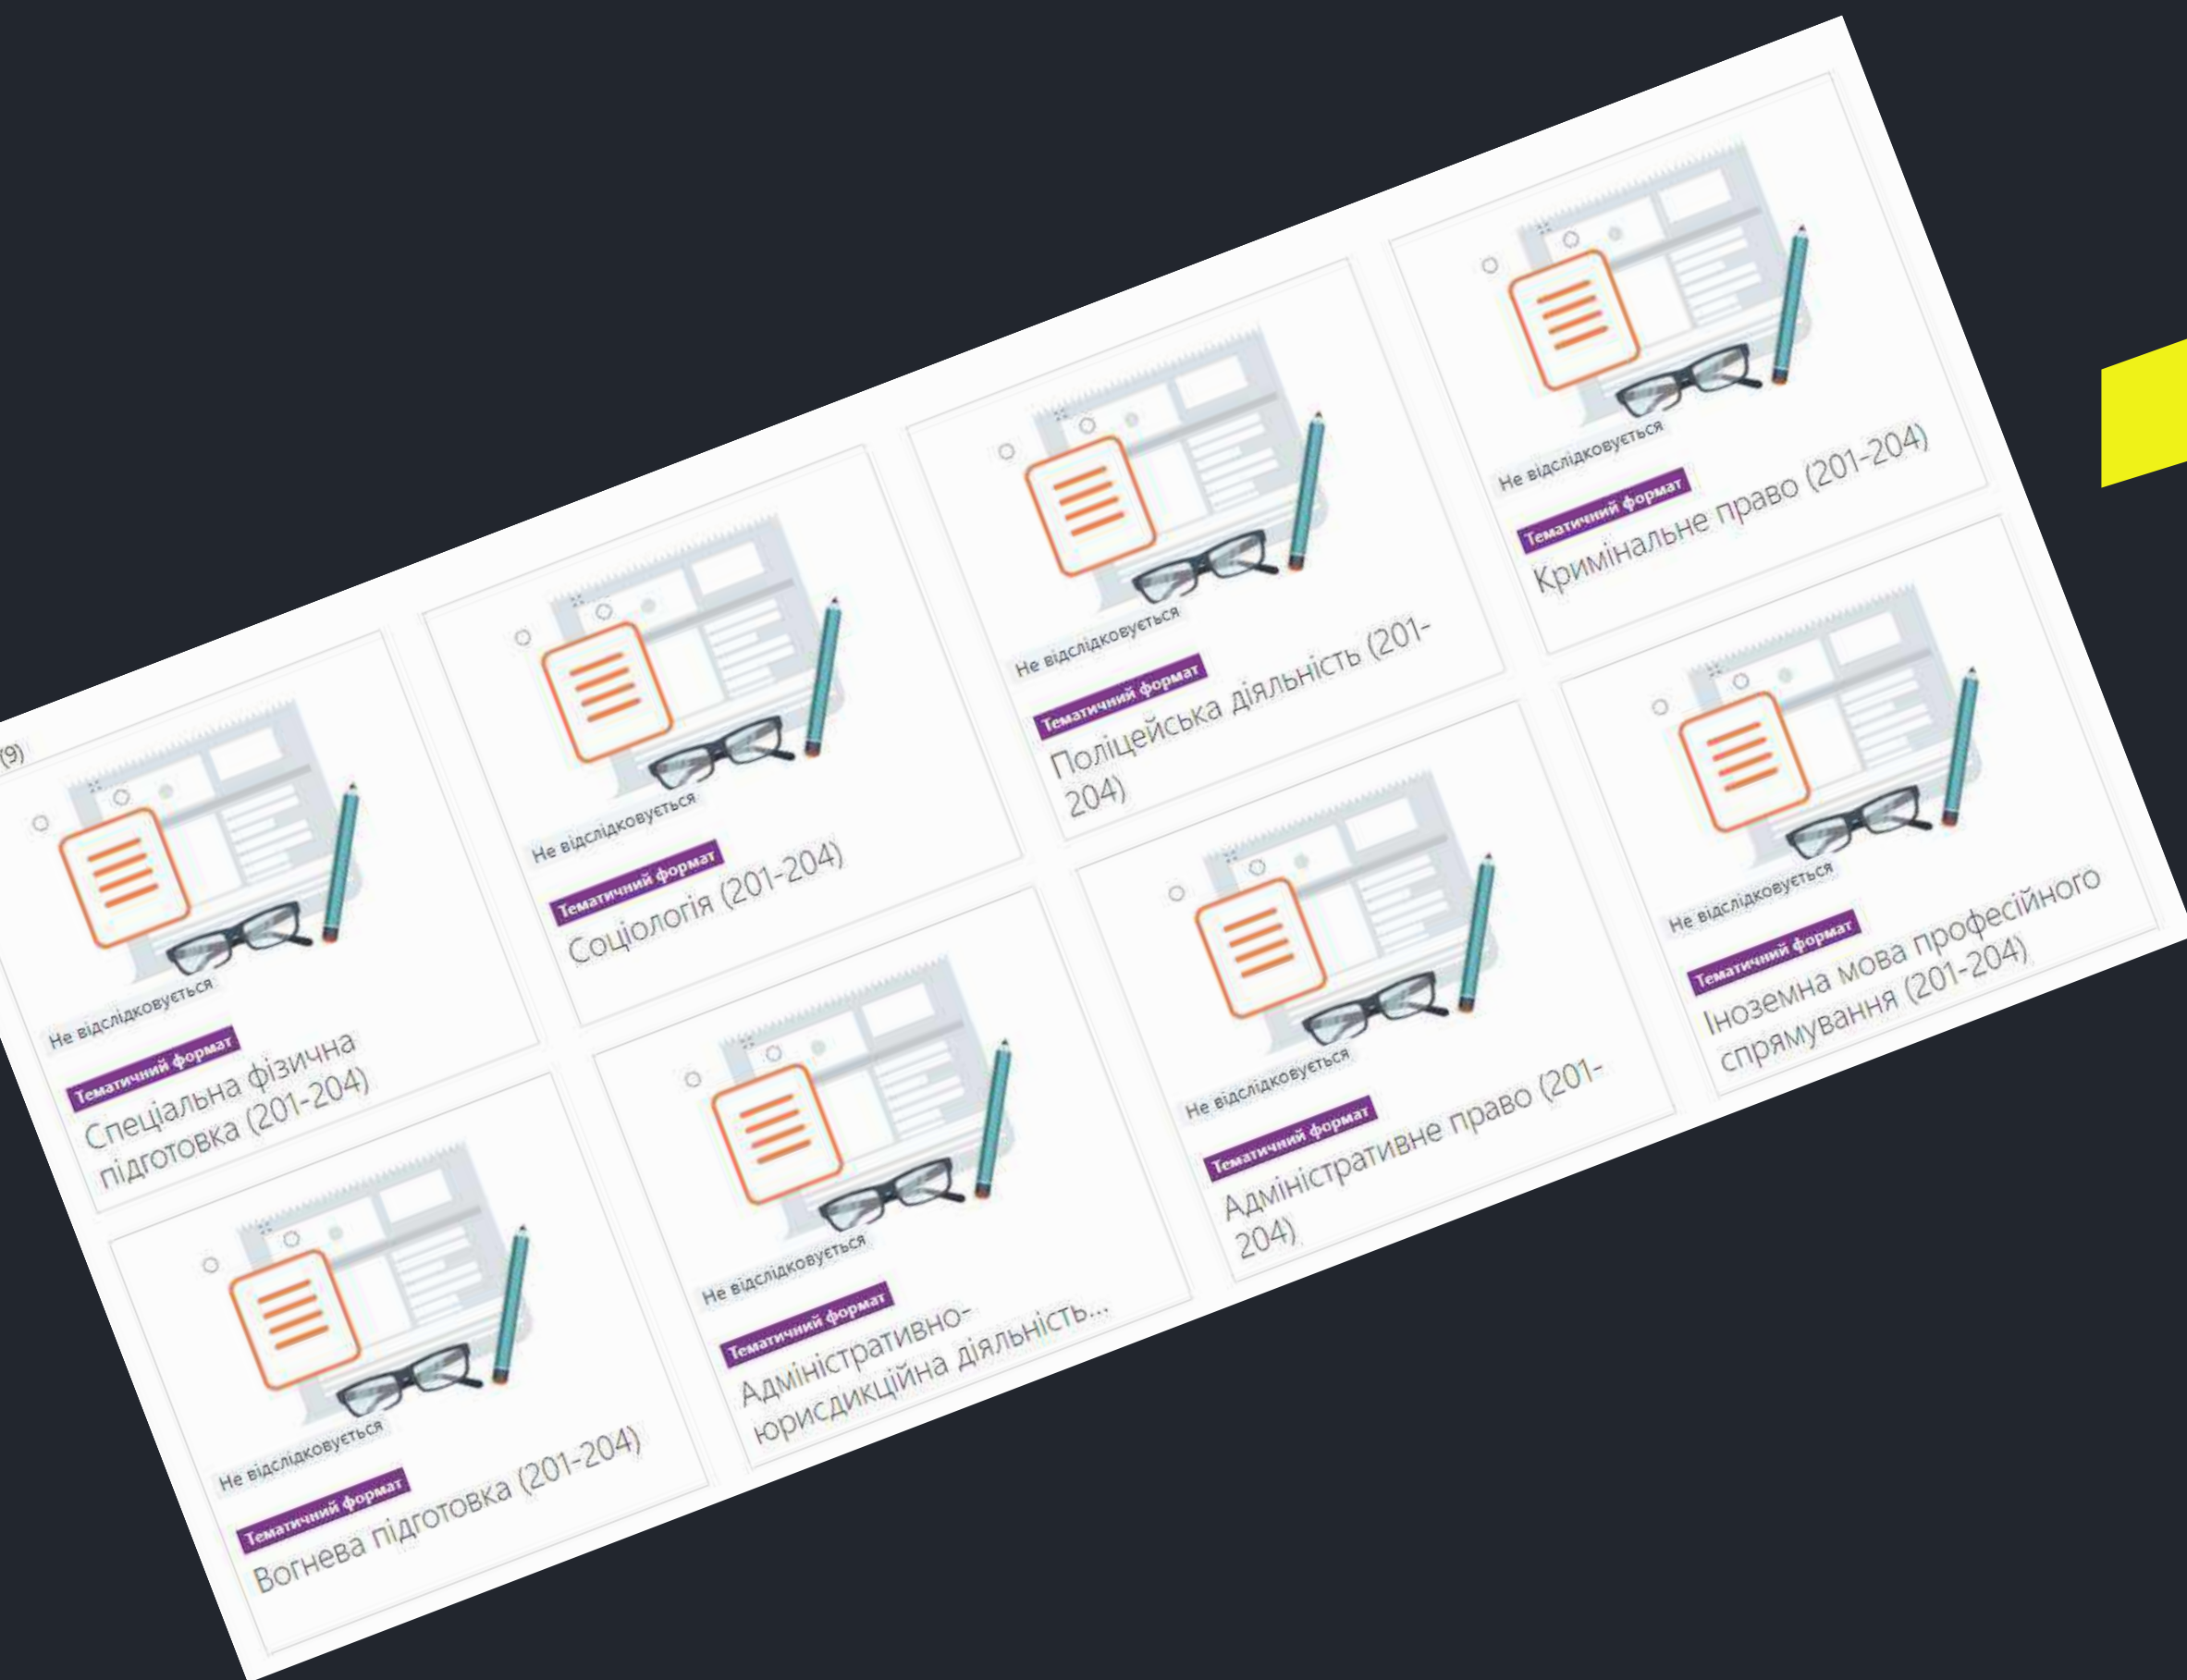 (9)
Не відслідковується
Тематичний формат
Спеціальна фізична
підготовка (201-204)
Не відслідковується
Тематичний формат
Соціологія (201-204)
Не відслідковується
Тематичний формат
Поліцейська діяльність (201-
204)
Не відслідковується
Тематичний формат
Кримінальне право (201-204)
Не відслідковується
Тематичний формат
Вогнева підготовка (201-204)
Не відслідковується
Тематичний формат
Адміністративно-
юрисдикційна діяльність...
Не відслідковується
Тематичний формат
Адміністративне право (201-
204)
Не відслідковується
Тематичний формат
Іноземна мова професійного
спрямування (201-204)